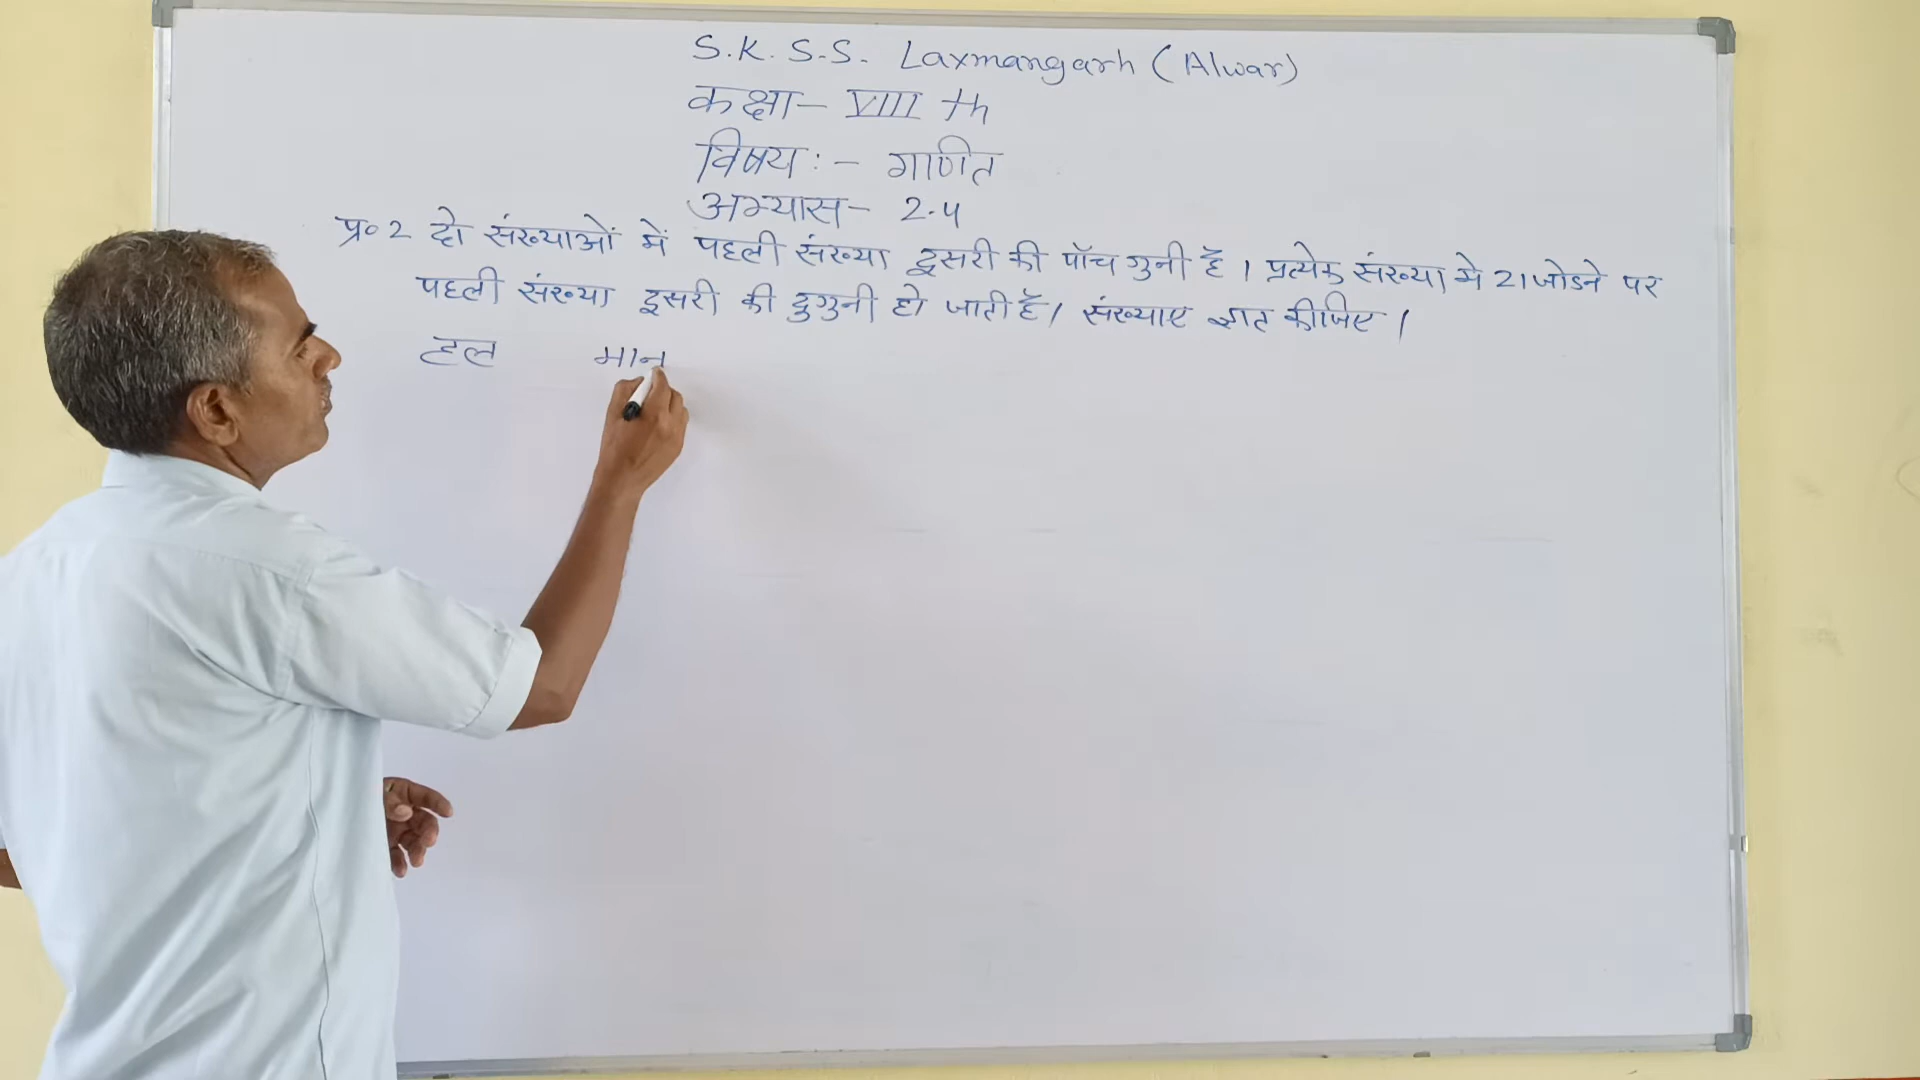 S.K.S.S. Laxmangarh (Alwar)
कक्षा - VIII th
विषय :- गणित
अभ्यास - 2.4
प्र॰ 2 दो संख्याओं में पहली संख्या दूसरी की पाँच गुनी है । प्रत्येक संख्या मे 21 जोडने पर
पहली संख्या दूसरी की दुगुनी हो जाती है । संख्याए ज्ञात कीजिए ।
हल मान